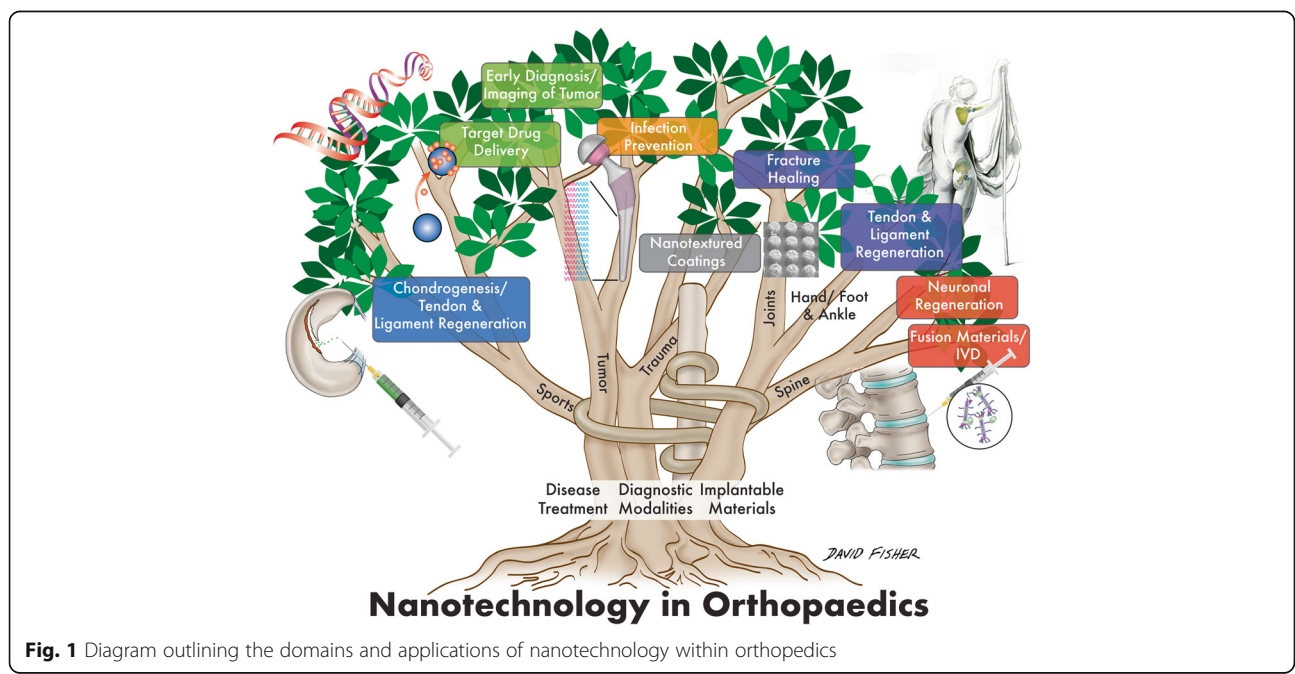 Early Diagnosis/
Imaging of Tumor
Target Drug
Delivery
Infection
Prevention
Fracture
Healing
Tendon &
Ligament
Regeneration
Nanotextured
Coatings
Chondrogenesis/
Tendon &
Ligament Regeneration
Neuronal
Regeneration
Fusion Materials/
IVD
Joints
Hand/ Foot
& Ankle
Tumor
Trauma
Sports
Spine
Disease
Treatment
Diagnostic
Modalities
Implantable
Materials
DAVID FISHER
Nanotechnology in Orthopaedics
Fig. 1 Diagram outlining the domains and applications of nanotechnology within orthopedics